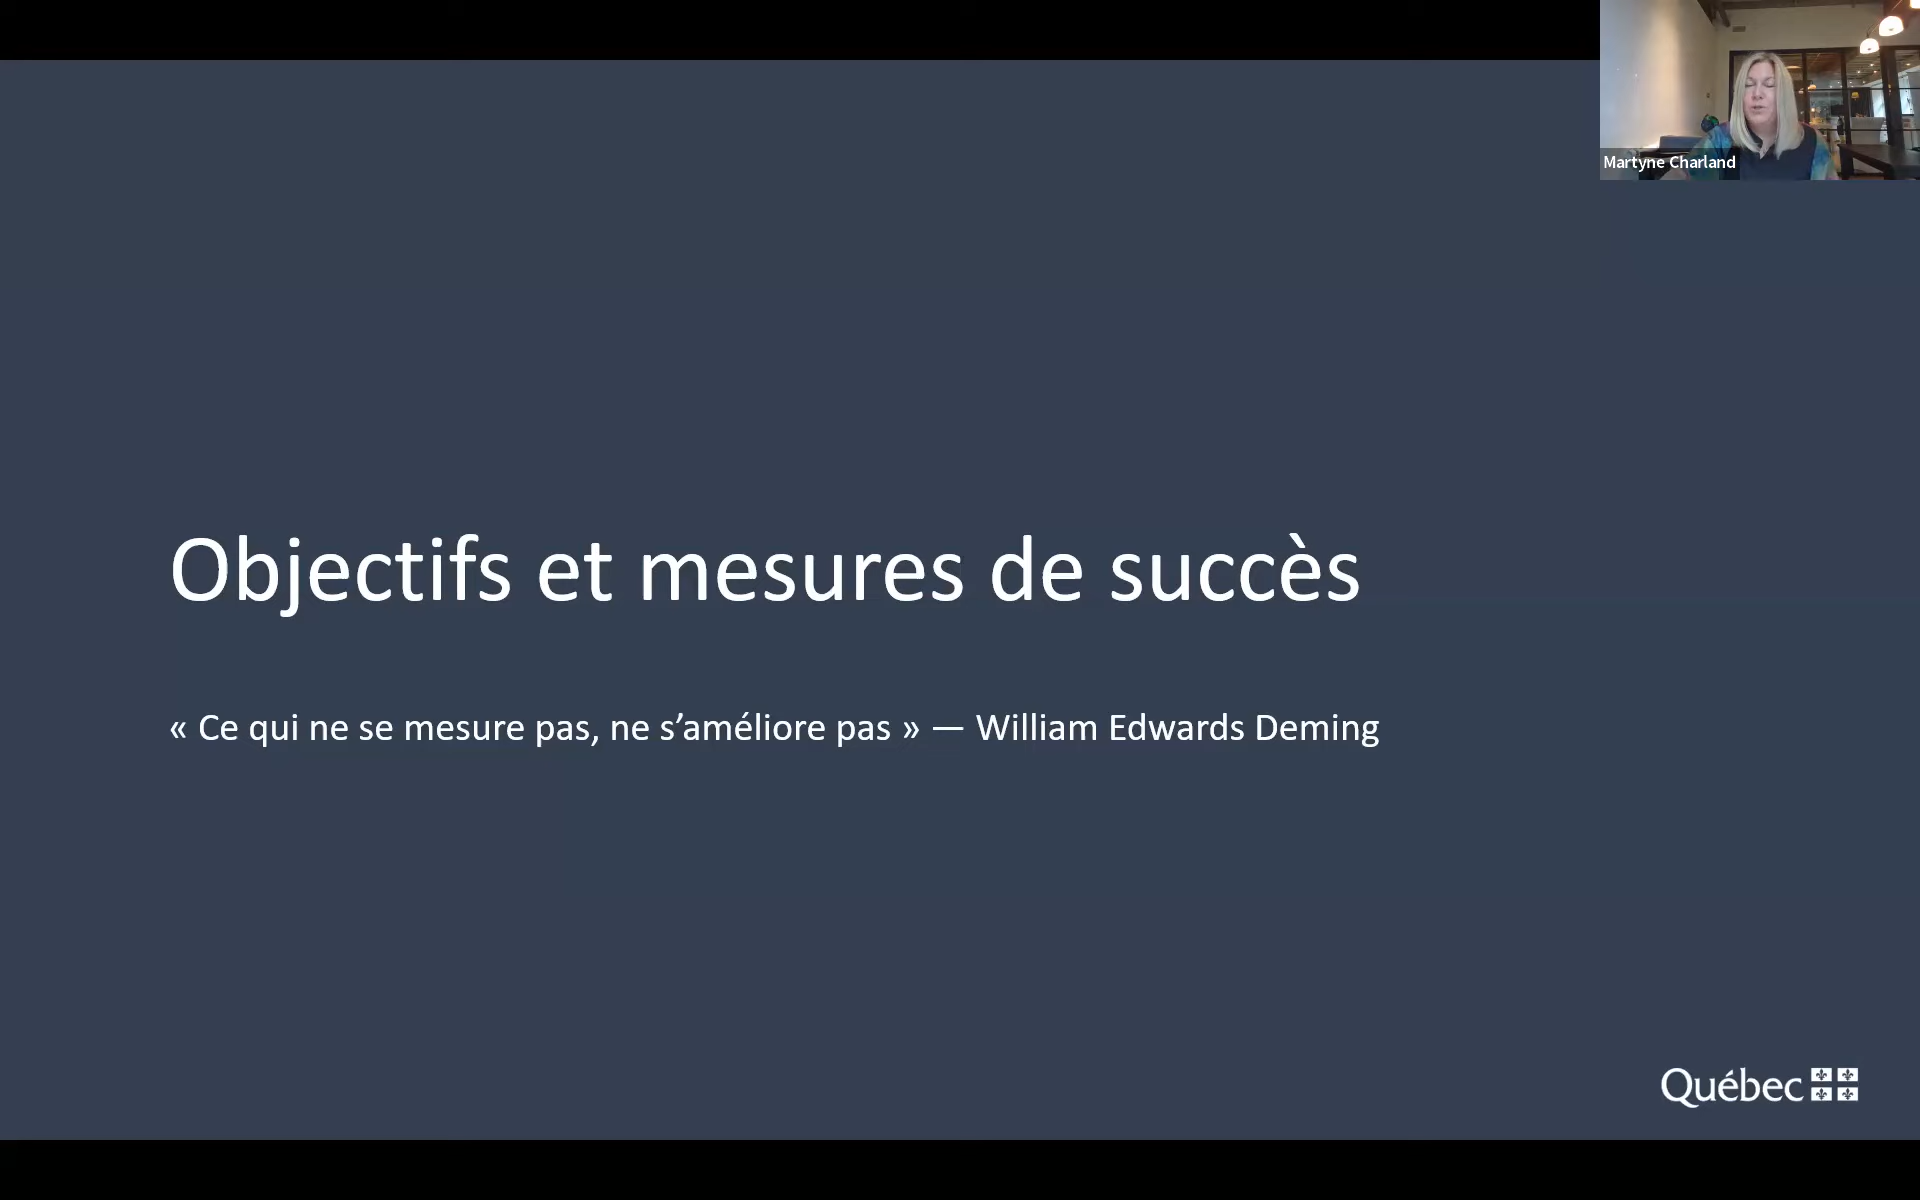 Martyne Charland
Objectifs et mesures de succès
« Ce qui ne se mesure pas, ne s’améliore pas » — William Edwards Deming
Québec